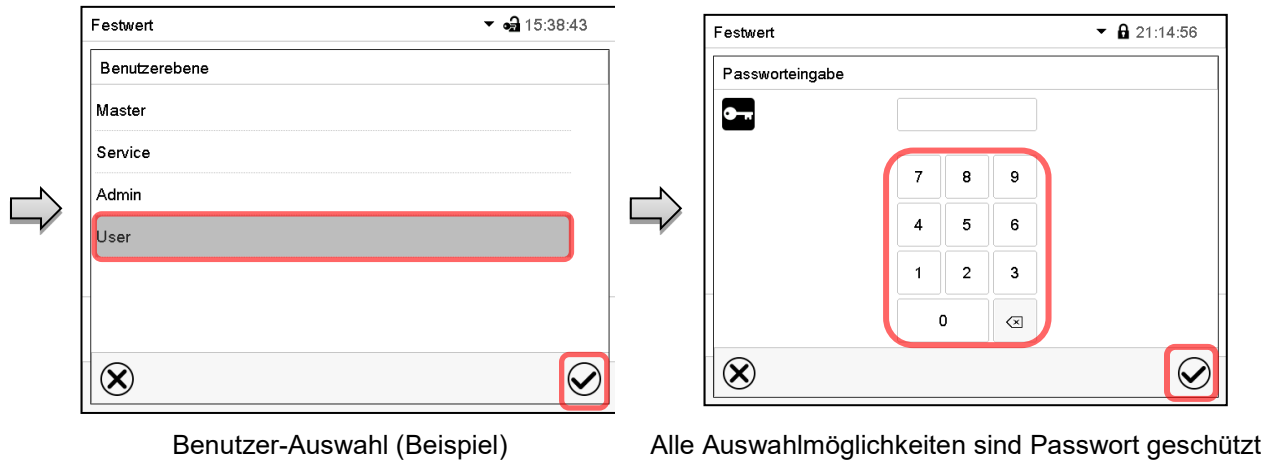 Festwert 15:38:43
Benutzerebene
Master
Service
Admin
User
Benutzer-Auswahl (Beispiel)
Festwert 21:14:56
Passworteingabe
7 8 9
4 5 6
1 2 3
0
Alle Auswahlmöglichkeiten sind Passwort geschützt